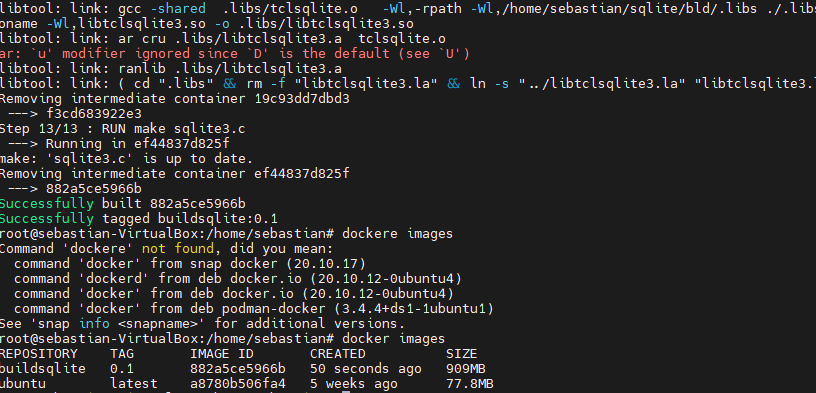 libtool: link: gcc -shared  .libs/tclsqlite.o   -Wl,-rpath -Wl,/home/sebastian/sqlite/bld/.libs ./.libs
oname -Wl,libtclsqlite3.so -o .libs/libtclsqlite3.so
libtool: link: ar cru .libs/libtclsqlite3.a  tclsqlite.o
ar: `u' modifier ignored since `D' is the default (see `U')
libtool: link: ranlib .libs/libtclsqlite3.a
libtool: link: ( cd ".libs" && rm -f "libtclsqlite3.la" && ln -s "../libtclsqlite3.la" "libtclsqlite3.
Removing intermediate container 19c93dd7dbd3
 ---> f3cd683922e3
Step 13/13 : RUN make sqlite3.c
 ---> Running in ef44837d825f
make: 'sqlite3.c' is up to date.
Removing intermediate container ef44837d825f
 ---> 882a5ce5966b
Successfully built 882a5ce5966b
Successfully tagged buildsqlite:0.1
root@sebastian-VirtualBox:/home/sebastian# dockere images
Command 'dockere' not found, did you mean:
  command 'docker' from snap docker (20.10.17)
  command 'dockerd' from deb docker.io (20.10.12-0ubuntu4)
  command 'docker' from deb docker.io (20.10.12-0ubuntu4)
  command 'docker' from deb podman-docker (3.4.4+ds1-1ubuntu1)
See 'snap info <snapname>' for additional versions.
root@sebastian-VirtualBox:/home/sebastian# docker images
REPOSITORY    TAG       IMAGE ID       CREATED          SIZE
buildsqlite   0.1       882a5ce5966b   50 seconds ago   909MB
ubuntu        latest    a8780b506fa4   5 weeks ago      77.8MB